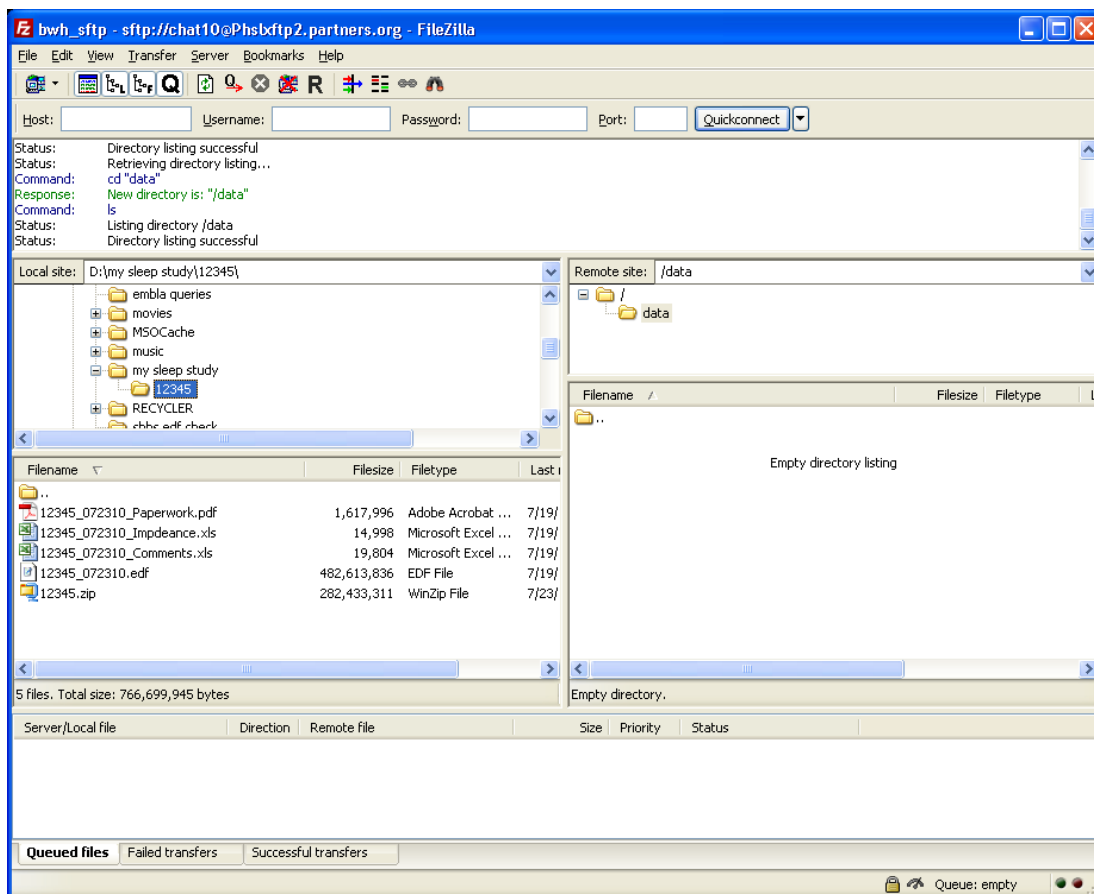 bwh_sftp - sftp://chat10@Phslxftp2.partners.org - FileZilla
File Edit View Transfer Server Bookmarks Help
Host: Username: Password: Port: Quickconnect
Status: Directory listing successful
Status: Retrieving directory listing...
Command: cd "data"
Response: New directory is: "/data"
Command: ls
Status: Listing directory /data
Status: Directory listing successful
Local site: D:\my sleep study\12345\
embla queries
movies
MSOCache
music
my sleep study
12345
RECYCLER
shhs edf check
Remote site: /data
/
data
Filename Filesize Filetype Last
..
12345_072310_Paperwork.pdf 1,617,996 Adobe Acrobat ... 7/19/
12345_072310_Impdeance.xls 14,998 Microsoft Excel ... 7/19/
12345_072310_Comments.xls 19,804 Microsoft Excel ... 7/19/
12345_072310.edf 482,613,836 EDF File 7/19/
12345.zip 282,433,311 WinZip File 7/23/
5 files. Total size: 766,699,945 bytes
Filename Filesize Filetype L
..
Empty directory listing
Empty directory.
Server/Local file Direction Remote file Size Priority Status
Queued files Failed transfers Successful transfers
Queue: empty